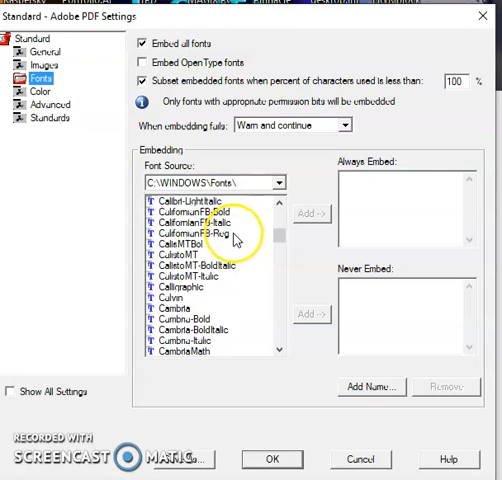 Standard - Adobe PDF Settings
Standard
General
Images
Fonts
Color
Advanced
Standards
Embed all fonts
Embed OpenType fonts
Subset embedded fonts when percent of characters used is less than: 100 %
Only fonts with appropriate permission bits will be embedded
When embedding fails: Warn and continue
Embedding
Font Source:
C:\WINDOWS\Fonts\
Calibri-LightItalic
CalifornianFB-Bold
CalifornianFB-Italic
CalifornianFB-Reg
CalistMTBol
CalistoMT
CalistoMT-BoldItalic
CalistoMT-Italic
Calligraphic
Calvin
Cambria
Cambria-Bold
Cambria-BoldItalic
Cambria-Italic
CambriaMath
Add ->
Add ->
Always Embed:
Never Embed:
Add Name...
Remove
Show All Settings
RECORDED WITH
SCREENCAST MATIC
OK
Cancel
Help